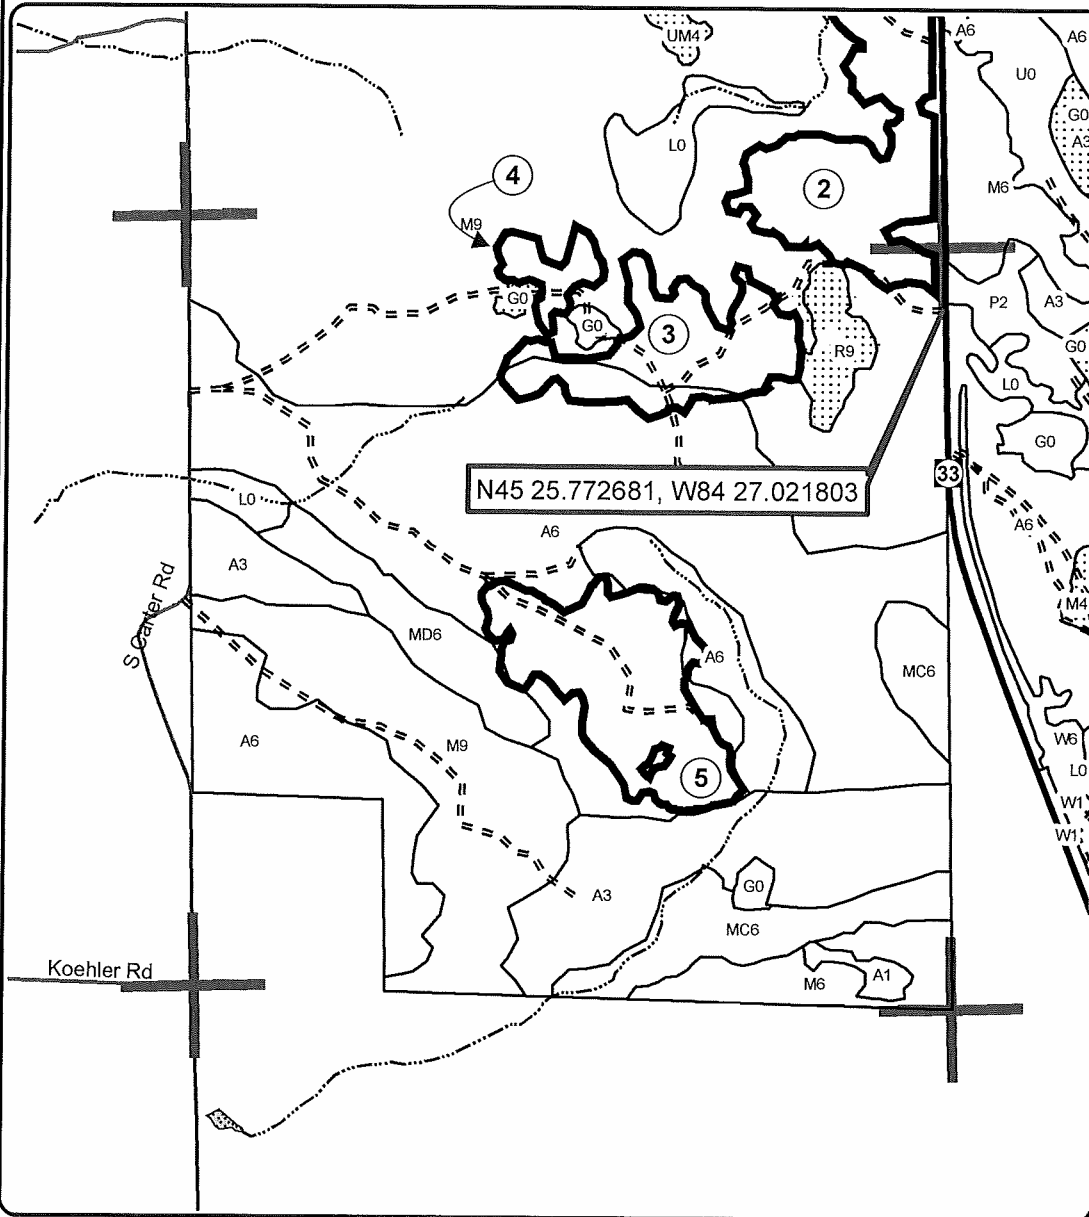 A6
A6
UM4
U0
G0
A3
L0
4
2
M6
M9
G0
P2
A3
G0
3
G0
R9
L0
G0
N45 25.772681, W84 27.021803
33
L0
A6
A6
A3
S Carter Rd
M4
MD6
A6
MC6
A6
M9
W6
5
L0
W1
W1
G0
A3
MC6
Koehler Rd
A1
M6